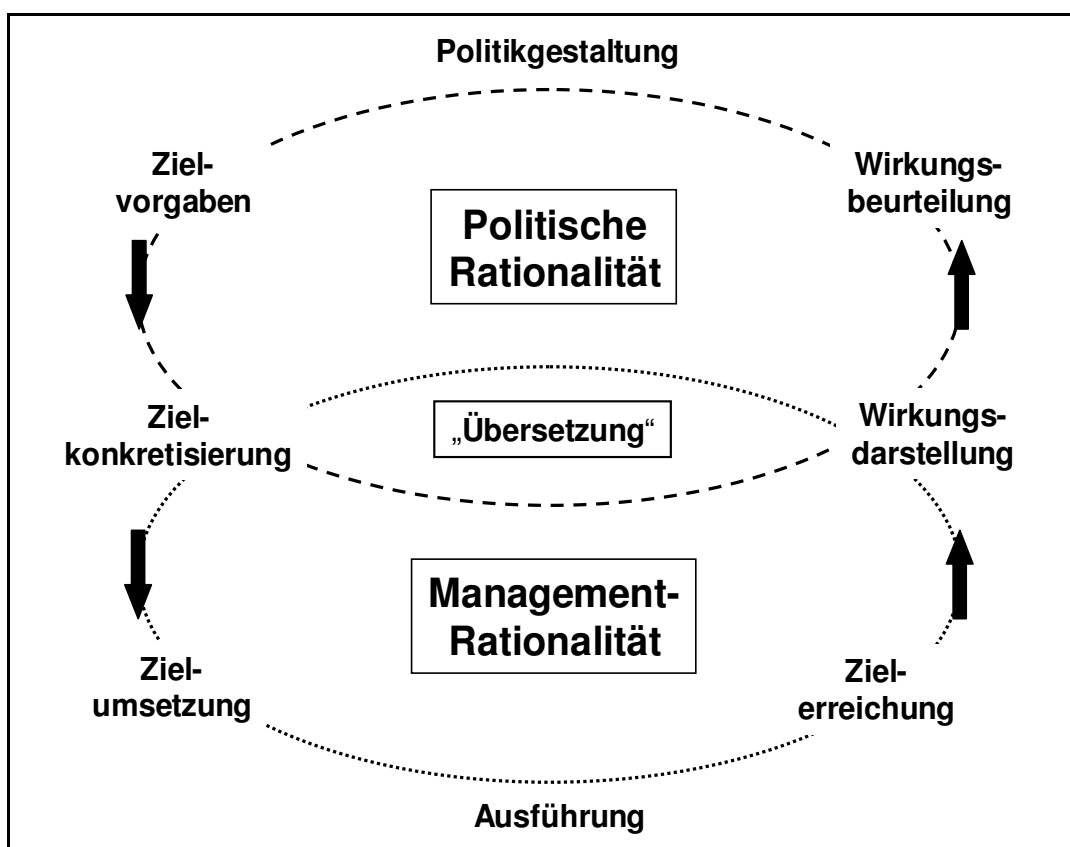 Politikgestaltung
Ziel-
vorgaben
Wirkungs-
beurteilung
Politische
Rationalität
Ziel-
konkretisierung
„Übersetzung“
Wirkungs-
darstellung
Management-
Rationalität
Ziel-
umsetzung
Ziel-
erreichung
Ausführung